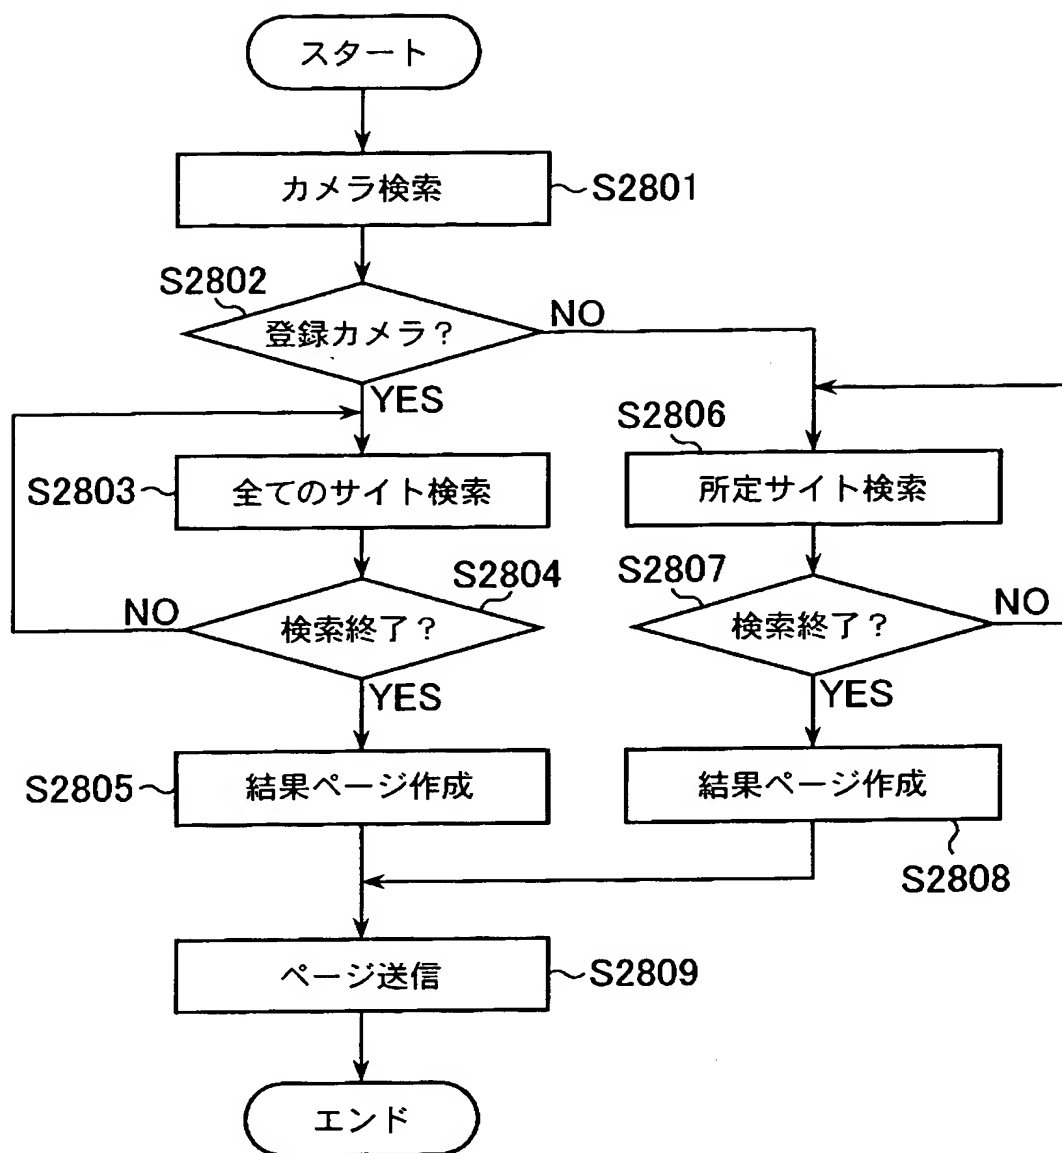 スタート
カメラ検索
S2801
S2802
登録カメラ？
NO
YES
S2803
全てのサイト検索
S2804
検索終了？
NO
YES
S2805
結果ページ作成
S2806
所定サイト検索
S2807
検索終了？
NO
YES
結果ページ作成
S2808
ページ送信
S2809
エンド